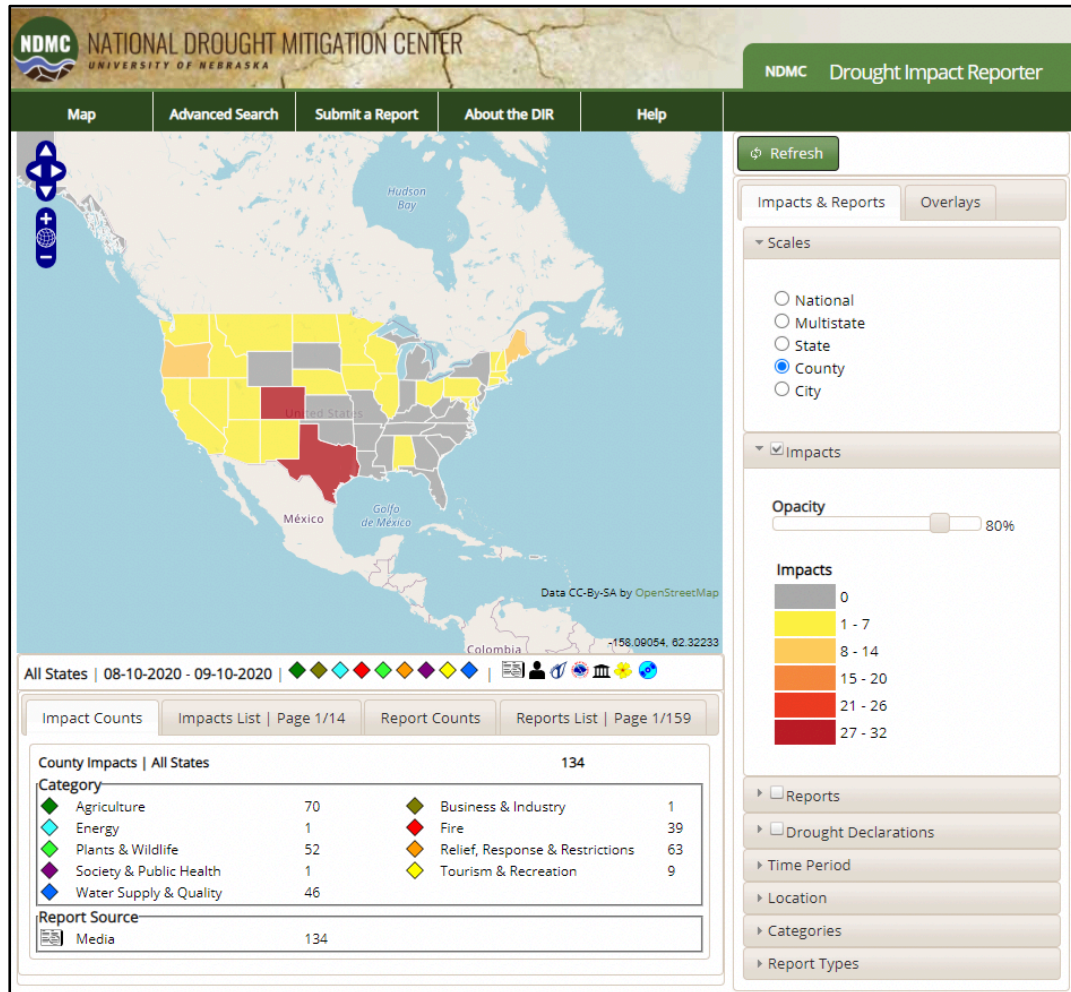 NDMC
NATIONAL DROUGHT MITIGATION CENTER
UNIVERSITY OF NEBRASKA
NDMC Drought Impact Reporter
Map
Advanced Search
Submit a Report
About the DIR
Help
Refresh
Impacts & Reports
Overlays
Scales
National
Multistate
State
County
City
Impacts
Opacity
80%
Impacts
0
1 - 7
8 - 14
15 - 20
21 - 26
27 - 32
Reports
Drought Declarations
Time Period
Location
Categories
Report Types
Hudson
Bay
United States
México
Golfo
de México
Data CC-By-SA by OpenStreetMap
Colombia
-158.09054, 62.32233
All States | 08-10-2020 - 09-10-2020 |
Impact Counts
Impacts List | Page 1/14
Report Counts
Reports List | Page 1/159
County Impacts | All States 134
Category
Agriculture 70 Business & Industry 1
Energy 1 Fire 39
Plants & Wildlife 52 Relief, Response & Restrictions 63
Society & Public Health 1 Tourism & Recreation 9
Water Supply & Quality 46
Report Source
Media 134